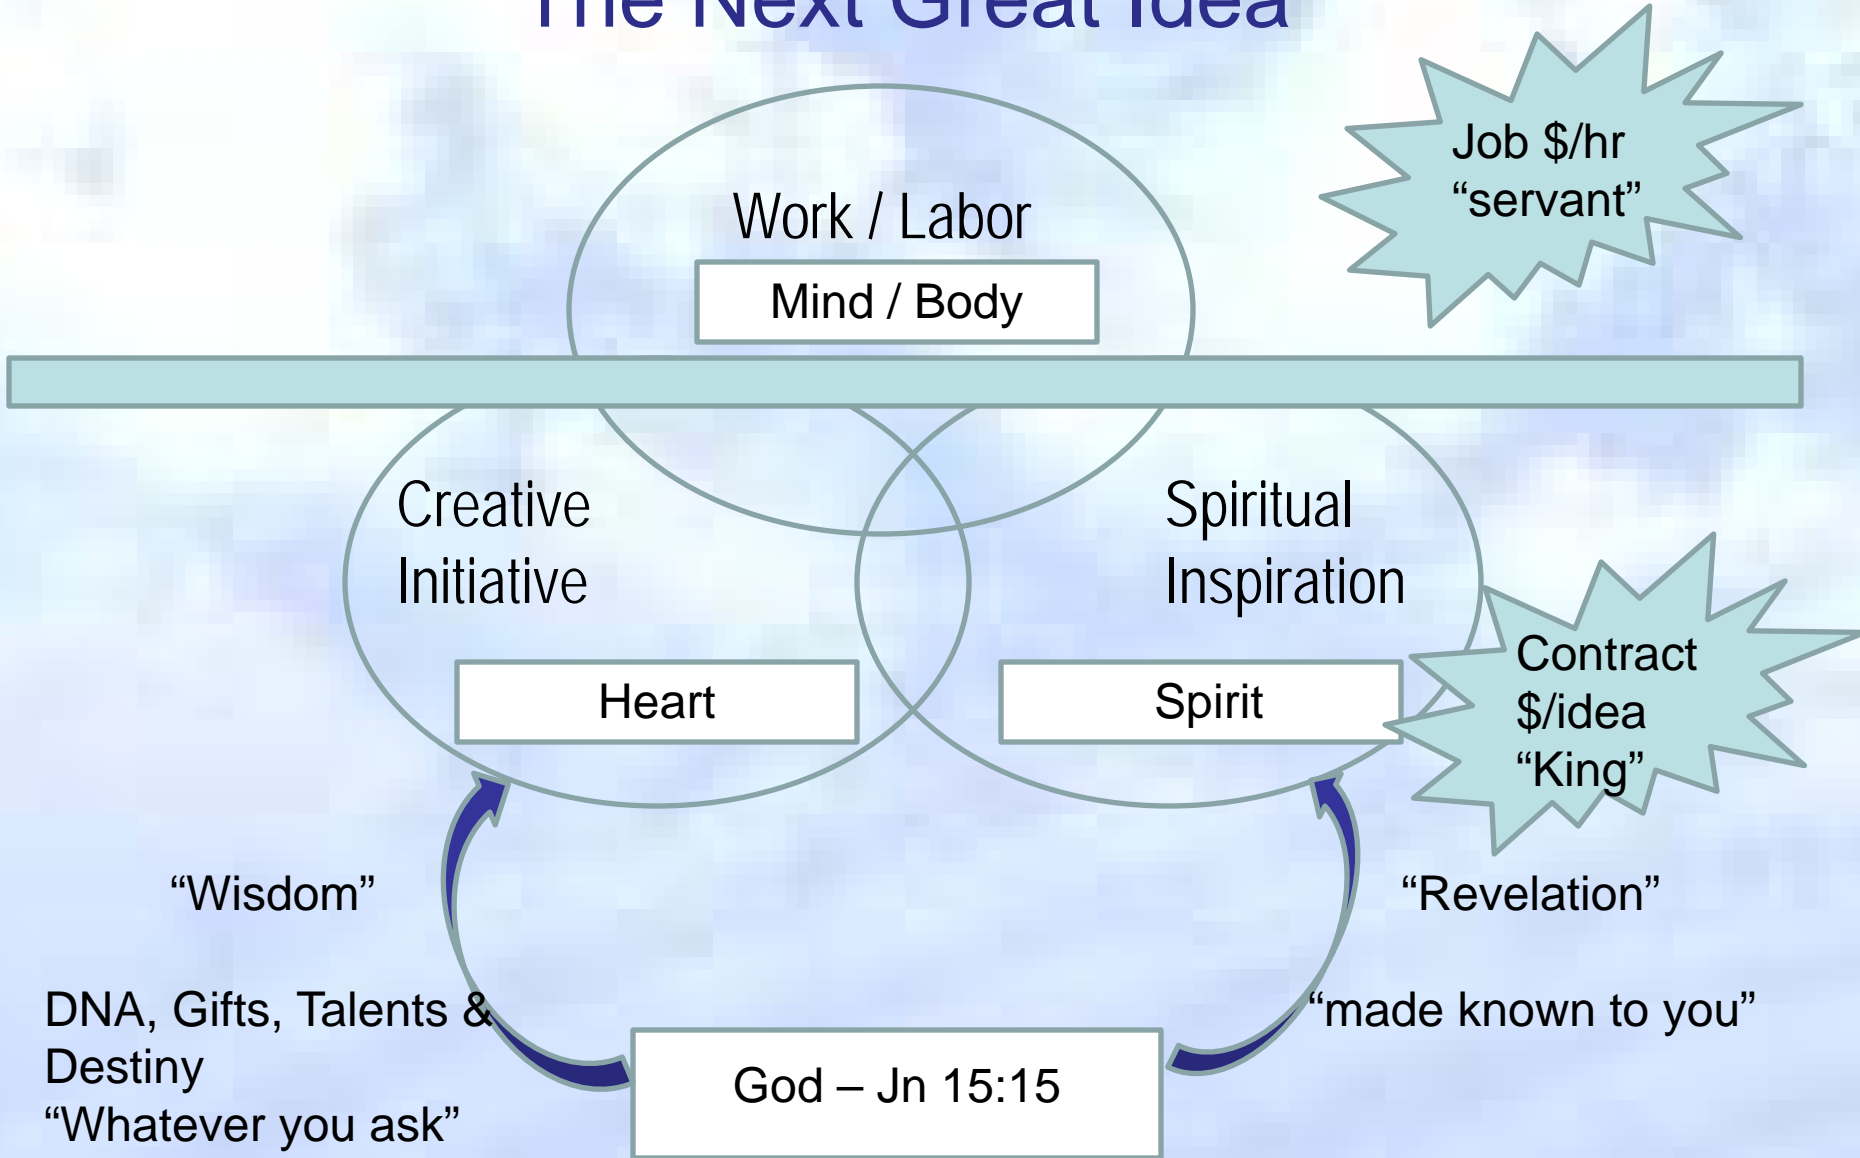 The Next Great Idea
Job $/hr
“servant”
Work / Labor
Mind / Body
Creative
Initiative
Spiritual
Inspiration
Heart
Spirit
Contract
$/idea
“King”
“Wisdom”
“Revelation”
DNA, Gifts, Talents &
Destiny
“Whatever you ask”
“made known to you”
God – Jn 15:15